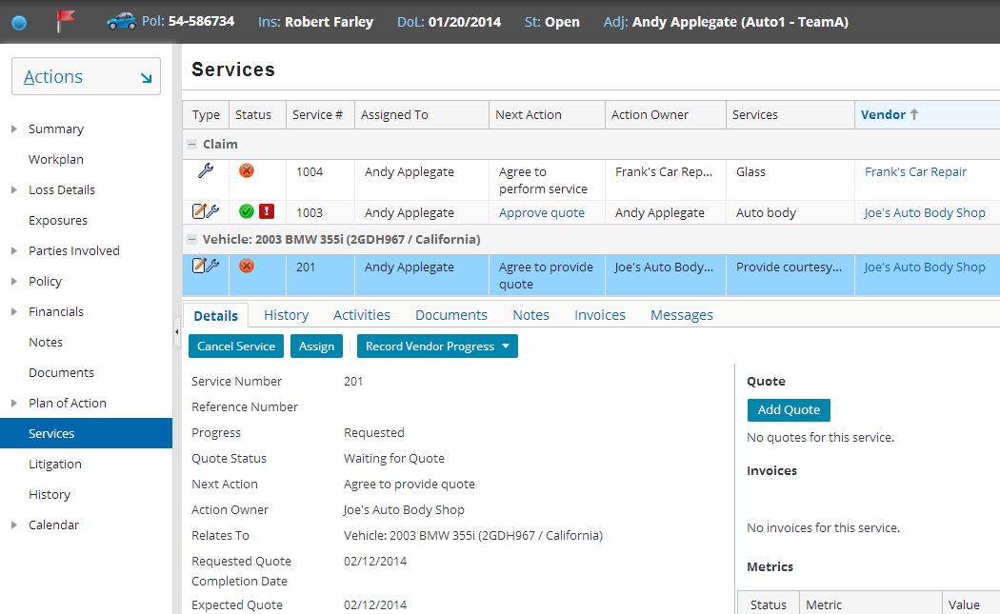 Pol: 54-586734 Ins: Robert Farley DoL: 01/20/2014 St: Open Adj: Andy Applegate (Auto1 - TeamA)
Actions
Summary
Workplan
Loss Details
Exposures
Parties Involved
Policy
Financials
Notes
Documents
Plan of Action
Services
Litigation
History
Calendar
Services
Type Status Service # Assigned To Next Action Action Owner Services Vendor
Claim
1004 Andy Applegate Agree to perform service Frank's Car Rep... Glass Frank's Car Repair
1003 Andy Applegate Approve quote Andy Applegate Auto body Joe's Auto Body Shop
Vehicle: 2003 BMW 355i (2GDH967 / California)
201 Andy Applegate Agree to provide quote Joe's Auto Body... Provide courtesy... Joe's Auto Body Shop
Details History Activities Documents Notes Invoices Messages
Cancel Service Assign Record Vendor Progress
Service Number 201
Reference Number
Progress Requested
Quote Status Waiting for Quote
Next Action Agree to provide quote
Action Owner Joe's Auto Body Shop
Relates To Vehicle: 2003 BMW 355i (2GDH967 / California)
Requested Quote 02/12/2014
Completion Date
Expected Quote 02/12/2014
Quote
Add Quote
No quotes for this service.
Invoices
No invoices for this service.
Metrics
Status Metric Value